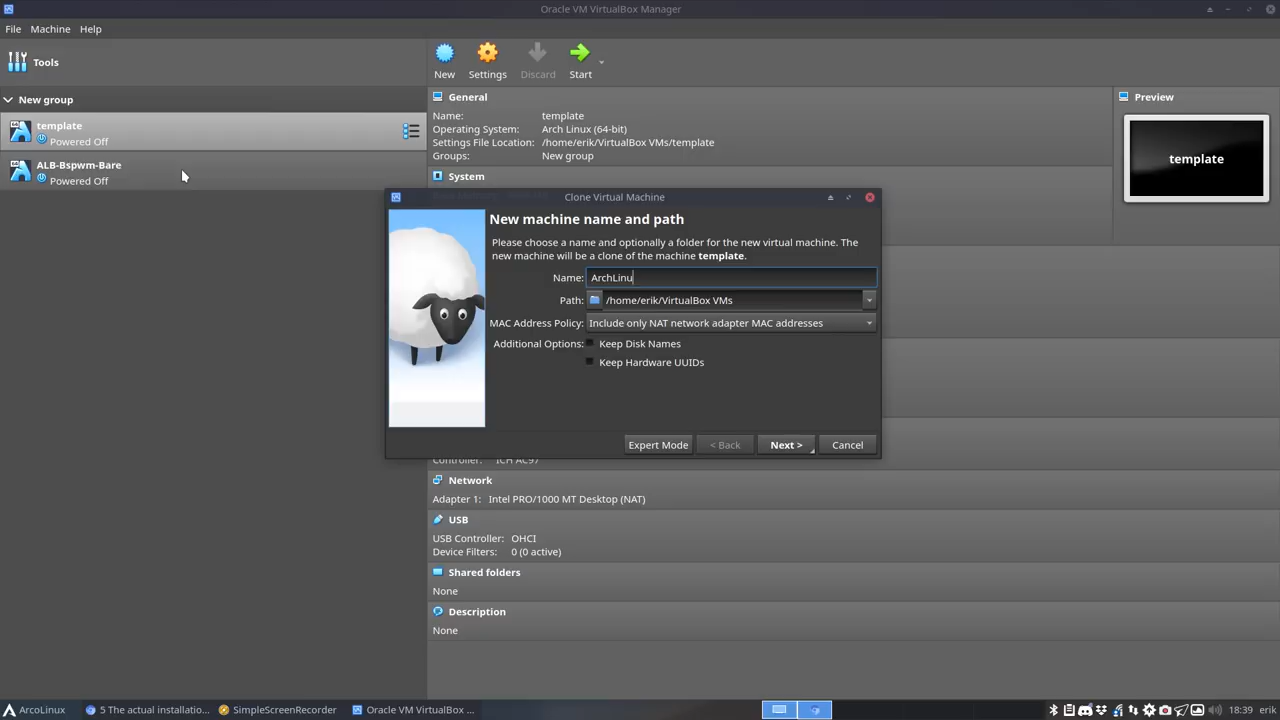 Oracle VM VirtualBox Manager
File Machine Help
Tools
New Settings Discard Start
New group
template
Powered Off
ALB-Bspwm-Bare
Powered Off
General
Name: template
Operating System: Arch Linux (64-bit)
Settings File Location: /home/erik/VirtualBox VMs/template
Groups: New group
System
Preview
template
Clone Virtual Machine
New machine name and path
Please choose a name and optionally a folder for the new virtual machine. The
new machine will be a clone of the machine template.
Name: ArchLinu
Path: /home/erik/VirtualBox VMs
MAC Address Policy: Include only NAT network adapter MAC addresses
Additional Options: Keep Disk Names
Keep Hardware UUIDs
Expert Mode < Back Next > Cancel
Controller: ICH AC97
Network
Adapter 1: Intel PRO/1000 MT Desktop (NAT)
USB
USB Controller: OHCI
Device Filters: 0 (0 active)
Shared folders
None
Description
None
ArcoLinux 5 The actual installatio... SimpleScreenRecorder Oracle VM VirtualBox ... 18:39 erik